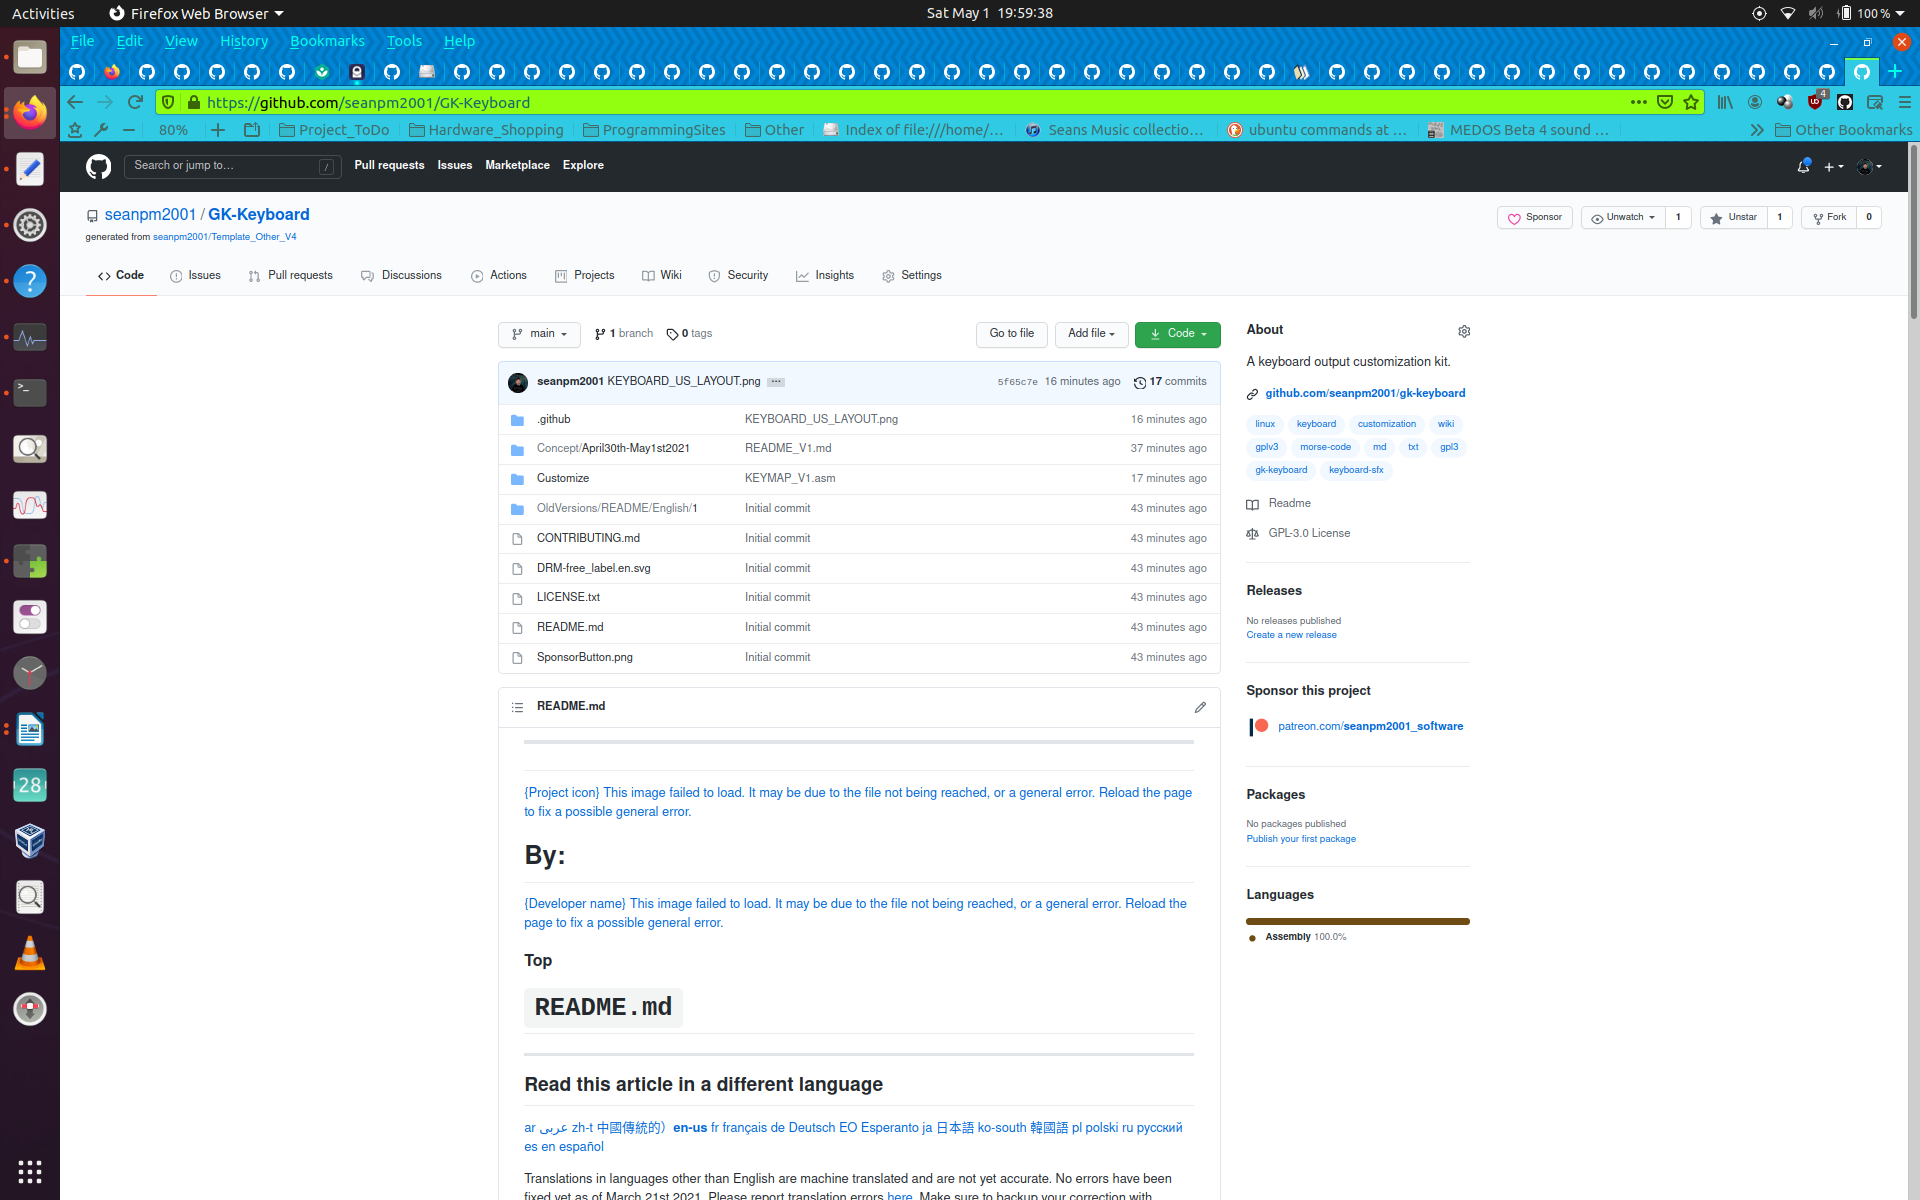 Activities Firefox Web Browser Sat May 1 19:59:38 100 %
File Edit View History Bookmarks Tools Help
https://github.com/seanpm2001/GK-Keyboard 4
80% Project_ToDo Hardware_Shopping ProgrammingSites Other Index of file:///home/... Seans Music collectio... ubuntu commands at ... MEDOS Beta 4 sound ... Other Bookmarks
Search or jump to... / Pull requests Issues Marketplace Explore
seanpm2001 / GK-Keyboard Sponsor Unwatch 1 Unstar 1 Fork 0
generated from seanpm2001/Template_Other_V4
Code Issues Pull requests Discussions Actions Projects Wiki Security Insights Settings
main 1 branch 0 tags Go to file Add file Code
seanpm2001 KEYBOARD_US_LAYOUT.png ... 5f65c7e 16 minutes ago 17 commits
.github KEYBOARD_US_LAYOUT.png 16 minutes ago
Concept/April30th-May1st2021 README_V1.md 37 minutes ago
Customize KEYMAP_V1.asm 17 minutes ago
OldVersions/README/English/1 Initial commit 43 minutes ago
CONTRIBUTING.md Initial commit 43 minutes ago
DRM-free_label.en.svg Initial commit 43 minutes ago
LICENSE.txt Initial commit 43 minutes ago
README.md Initial commit 43 minutes ago
SponsorButton.png Initial commit 43 minutes ago
README.md
{Project icon} This image failed to load. It may be due to the file not being reached, or a general error. Reload the page
to fix a possible general error.
By:
{Developer name} This image failed to load. It may be due to the file not being reached, or a general error. Reload the
page to fix a possible general error.
Top
README.md
Read this article in a different language
ar عربى zh-t 中國傳統的） en-us fr français de Deutsch EO Esperanto ja 日本語 ko-south 韓國語 pl polski ru русский
es en español
Translations in languages other than English are machine translated and are not yet accurate. No errors have been
fixed yet as of March 21st 2021. Please report translation errors here. Make sure to backup your correction with
About
A keyboard output customization kit.
github.com/seanpm2001/gk-keyboard
linux keyboard customization wiki
gplv3 morse-code md txt gpl3
gk-keyboard keyboard-sfx
Readme
GPL-3.0 License
Releases
No releases published
Create a new release
Sponsor this project
patreon.com/seanpm2001_software
Packages
No packages published
Publish your first package
Languages
Assembly 100.0%
28